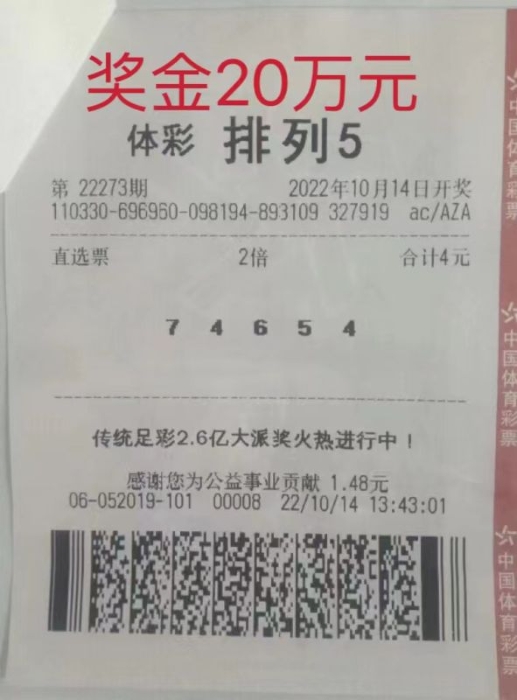 奖金20万元
体彩 排列5
第 22273期 2022年10月14日开奖
110330-696960-098194-893109 327919 ac/AZA
直选票 2倍 合计4元
7 4 6 5 4
传统足彩2.6亿大派奖火热进行中！
感谢您为公益事业贡献 1.48元
06-052019-101 00008 22/10/14 13:43:01
中国体育彩票
中国体育彩票
中国体育彩票